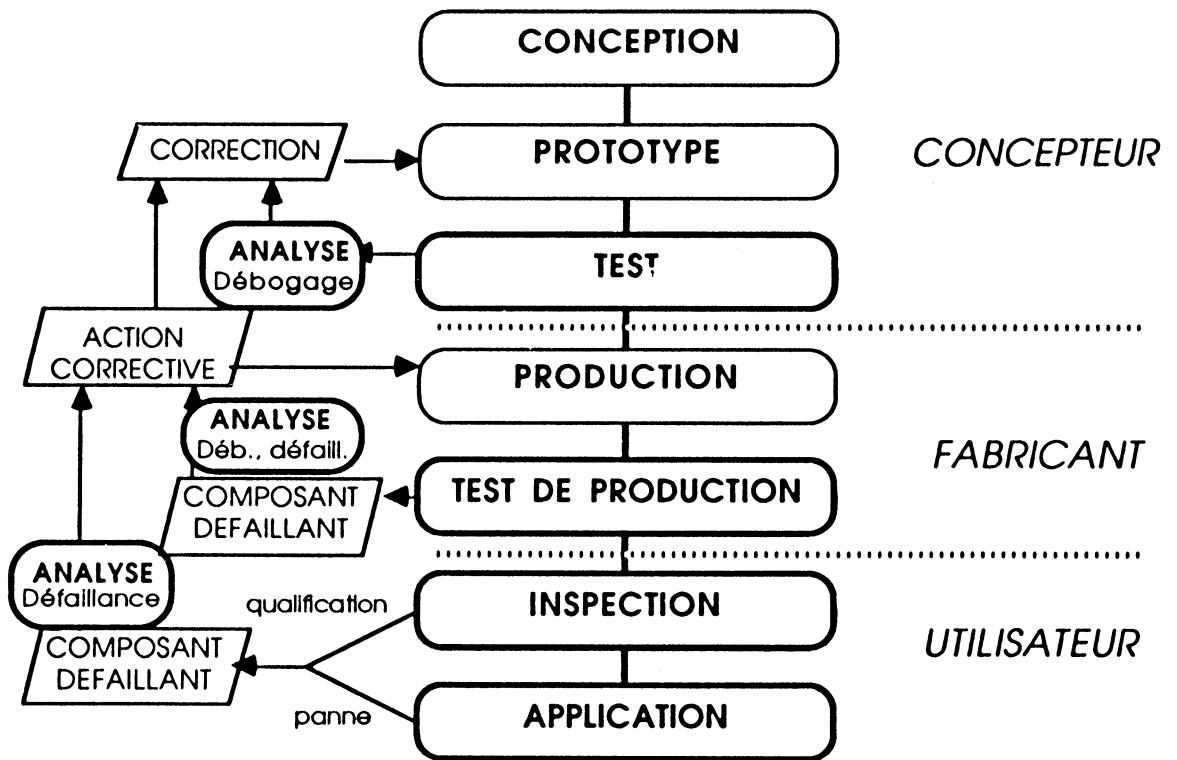 CONCEPTION
CORRECTION
PROTOTYPE
CONCEPTEUR
ANALYSE
Débogage
TEST
ACTION
CORRECTIVE
PRODUCTION
ANALYSE
Déb., défaill.
FABRICANT
COMPOSANT
DEFAILLANT
TEST DE PRODUCTION
ANALYSE
Défaillance
qualification
INSPECTION
UTILISATEUR
COMPOSANT
DEFAILLANT
panne
APPLICATION